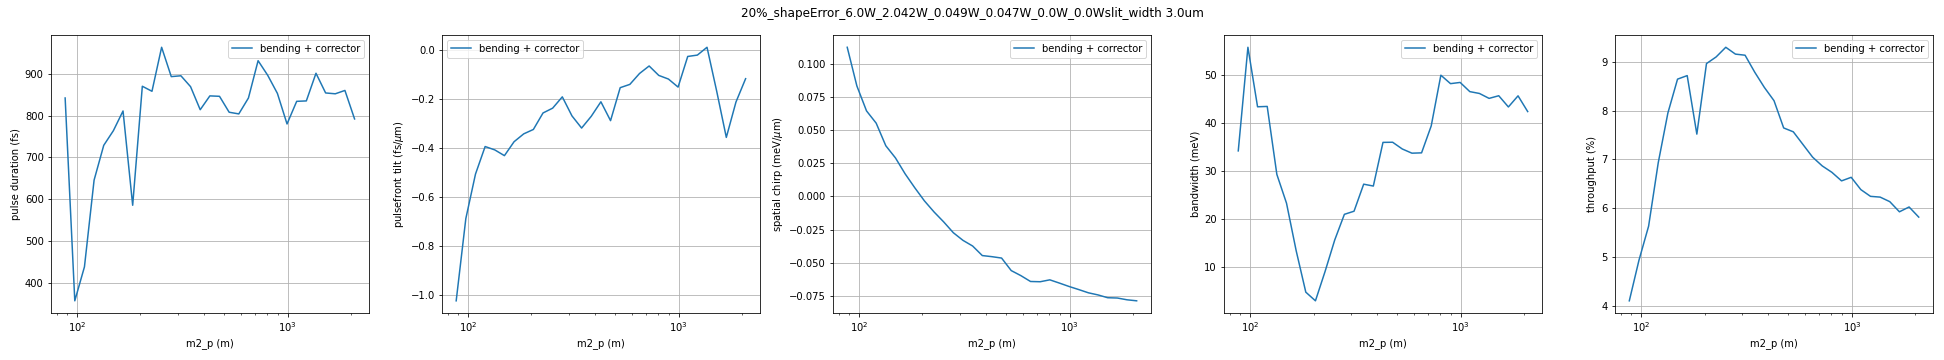 20%_shapeError_6.0W_2.042W_0.049W_0.047W_0.0W_0.0Wslit_width 3.0um
bending + corrector
pulse duration (fs)
900
800
700
600
500
400
10²
10³
m2_p (m)
bending + corrector
pulsefront tilt (fs/μm)
0.0
−0.2
−0.4
−0.6
−0.8
−1.0
10²
10³
m2_p (m)
bending + corrector
spatial chirp (meV/μm)
0.100
0.075
0.050
0.025
0.000
−0.025
−0.050
−0.075
10²
10³
m2_p (m)
bending + corrector
bandwidth (meV)
50
40
30
20
10
10²
10³
m2_p (m)
bending + corrector
throughput (%)
9
8
7
6
5
4
10²
10³
m2_p (m)